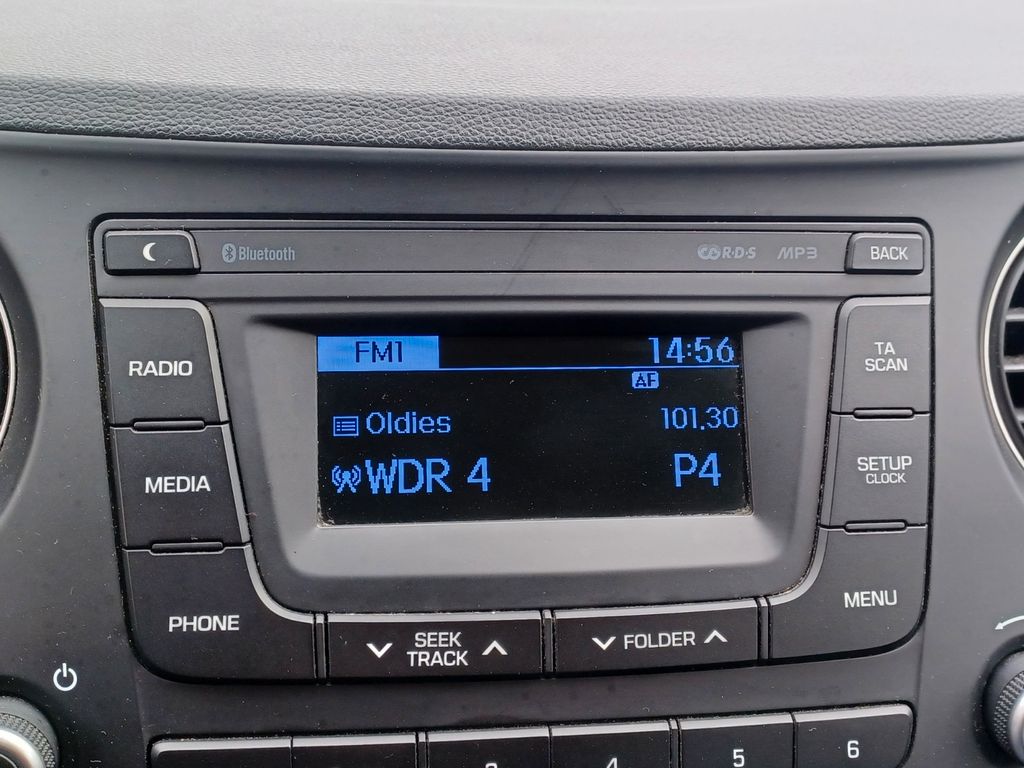 Bluetooth
R·D·S MP3
BACK
RADIO
FM1 14:56
AF
TA
SCAN
Oldies 101.30
WDR 4 P4
MEDIA
SETUP
CLOCK
PHONE
SEEK
TRACK
FOLDER
MENU
4 5 6